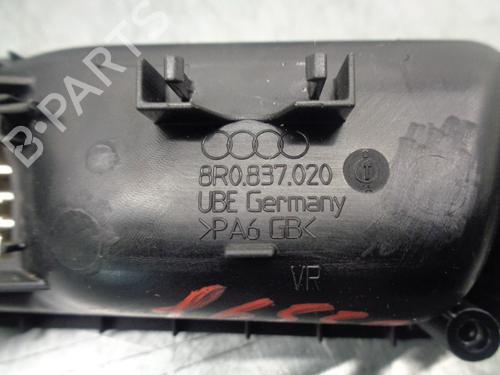 B-PARTS
8R0.837.020
UBE Germany
>PA6 GB<
VR